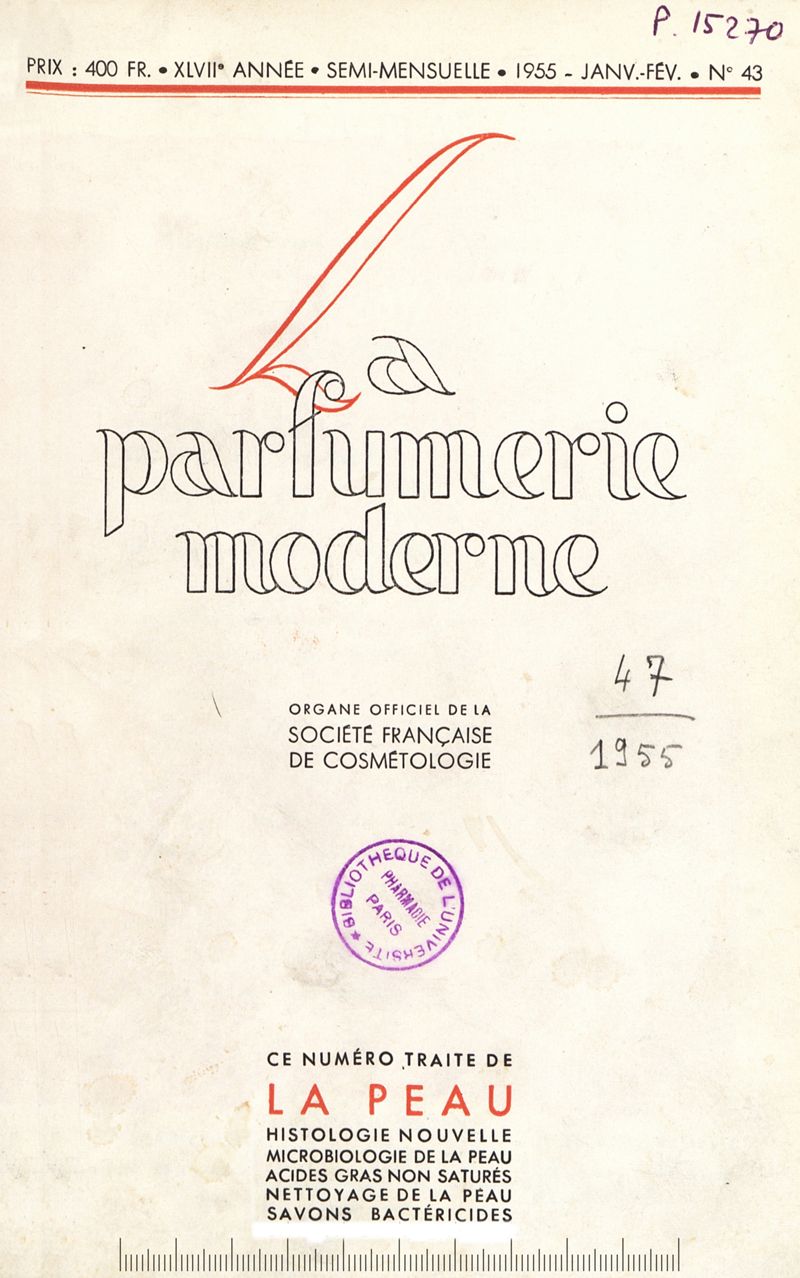 P. 15270
PRIX : 400 FR. • XLVIIe ANNÉE • SEMI-MENSUELLE • 1955 - JANV.-FÉV. • N° 43
La
parfumerie
moderne
ORGANE OFFICIEL DE LA
SOCIÉTÉ FRANÇAISE
DE COSMÉTOLOGIE
47
1955
BIBLIOTHEQUE DE L'UNIVERSITE
PHARMACIE
PARIS
CE NUMÉRO TRAITE DE
LA PEAU
HISTOLOGIE NOUVELLE
MICROBIOLOGIE DE LA PEAU
ACIDES GRAS NON SATURÉS
NETTOYAGE DE LA PEAU
SAVONS BACTÉRICIDES